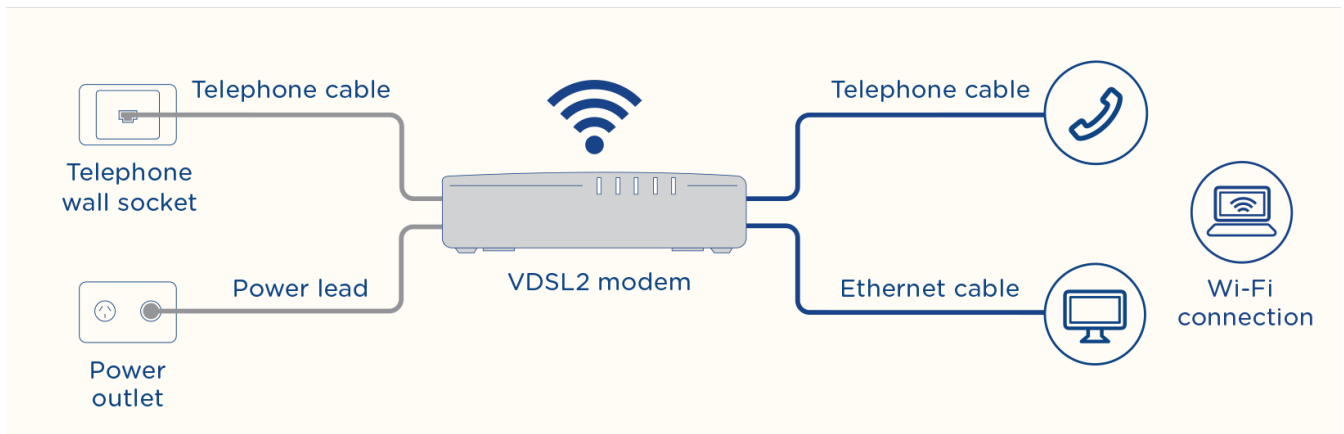 Telephone cable
Telephone
wall socket
Power lead
Power
outlet
VDSL2 modem
Telephone cable
Ethernet cable
Wi-Fi
connection